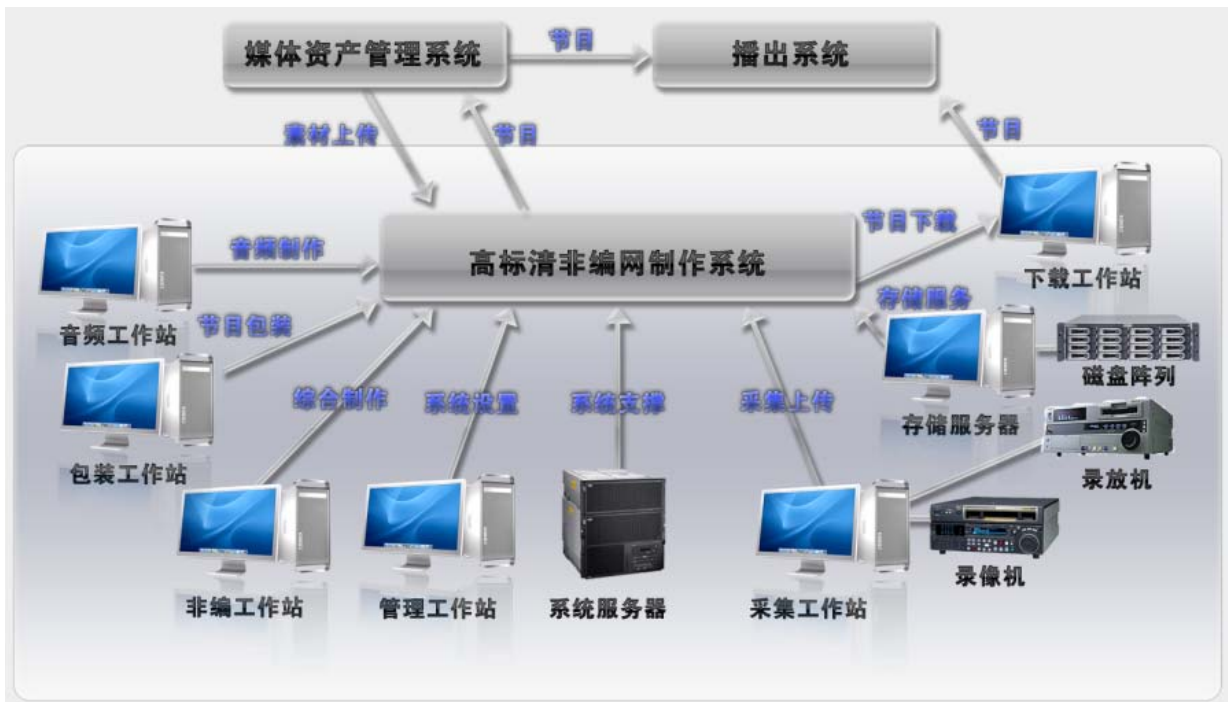 媒体资产管理系统
节目
播出系统
素材上传
节目
节目
高标清非编网制作系统
音频制作
节目下载
下载工作站
音频工作站
节目包装
存储服务
磁盘阵列
综合制作
系统设置
系统支撑
采集上传
存储服务器
包装工作站
录放机
录像机
非编工作站
管理工作站
系统服务器
采集工作站